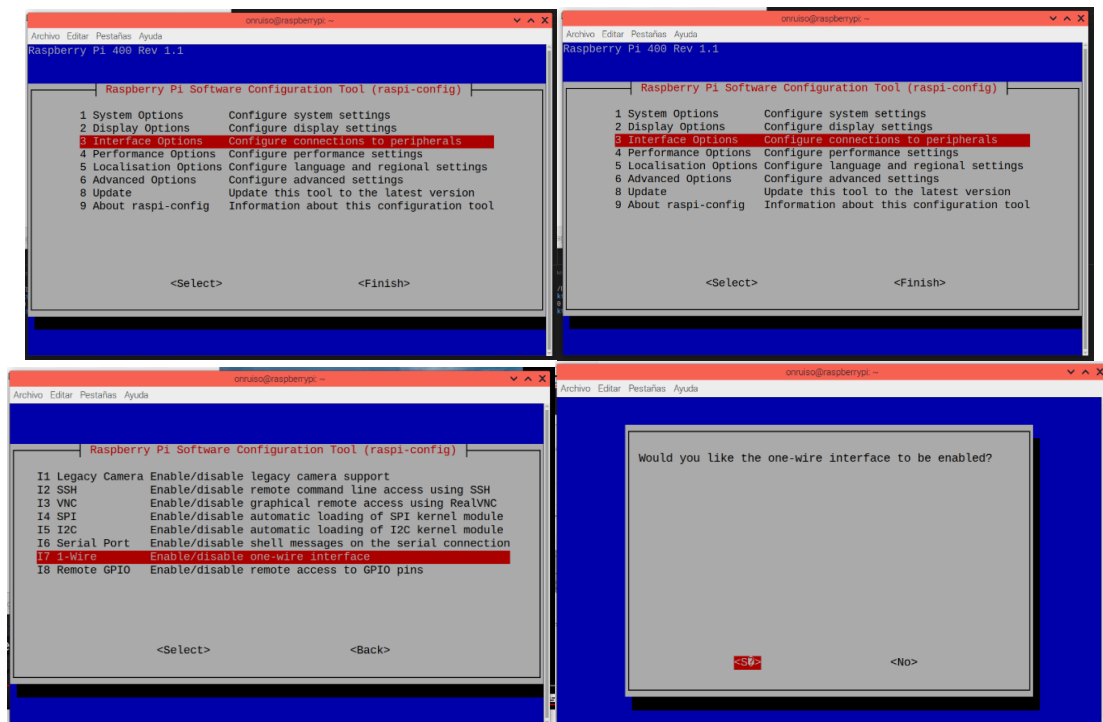 onruiso@raspberrypi: ~
Archivo Editar Pestañas Ayuda
Raspberry Pi 400 Rev 1.1
Raspberry Pi Software Configuration Tool (raspi-config)
1 System Options Configure system settings
2 Display Options Configure display settings
3 Interface Options Configure connections to peripherals
4 Performance Options Configure performance settings
5 Localisation Options Configure language and regional settings
6 Advanced Options Configure advanced settings
8 Update Update this tool to the latest version
9 About raspi-config Information about this configuration tool
<Select> <Finish>
onruiso@raspberrypi: ~
Archivo Editar Pestañas Ayuda
Raspberry Pi 400 Rev 1.1
Raspberry Pi Software Configuration Tool (raspi-config)
1 System Options Configure system settings
2 Display Options Configure display settings
3 Interface Options Configure connections to peripherals
4 Performance Options Configure performance settings
5 Localisation Options Configure language and regional settings
6 Advanced Options Configure advanced settings
8 Update Update this tool to the latest version
9 About raspi-config Information about this configuration tool
<Select> <Finish>
onruiso@raspberrypi: ~
Archivo Editar Pestañas Ayuda
Raspberry Pi Software Configuration Tool (raspi-config)
I1 Legacy Camera Enable/disable legacy camera support
I2 SSH Enable/disable remote command line access using SSH
I3 VNC Enable/disable graphical remote access using RealVNC
I4 SPI Enable/disable automatic loading of SPI kernel module
I5 I2C Enable/disable automatic loading of I2C kernel module
I6 Serial Port Enable/disable shell messages on the serial connection
I7 1-Wire Enable/disable one-wire interface
I8 Remote GPIO Enable/disable remote access to GPIO pins
<Select> <Back>
onruiso@raspberrypi: ~
Archivo Editar Pestañas Ayuda
Would you like the one-wire interface to be enabled?
<S�> <No>